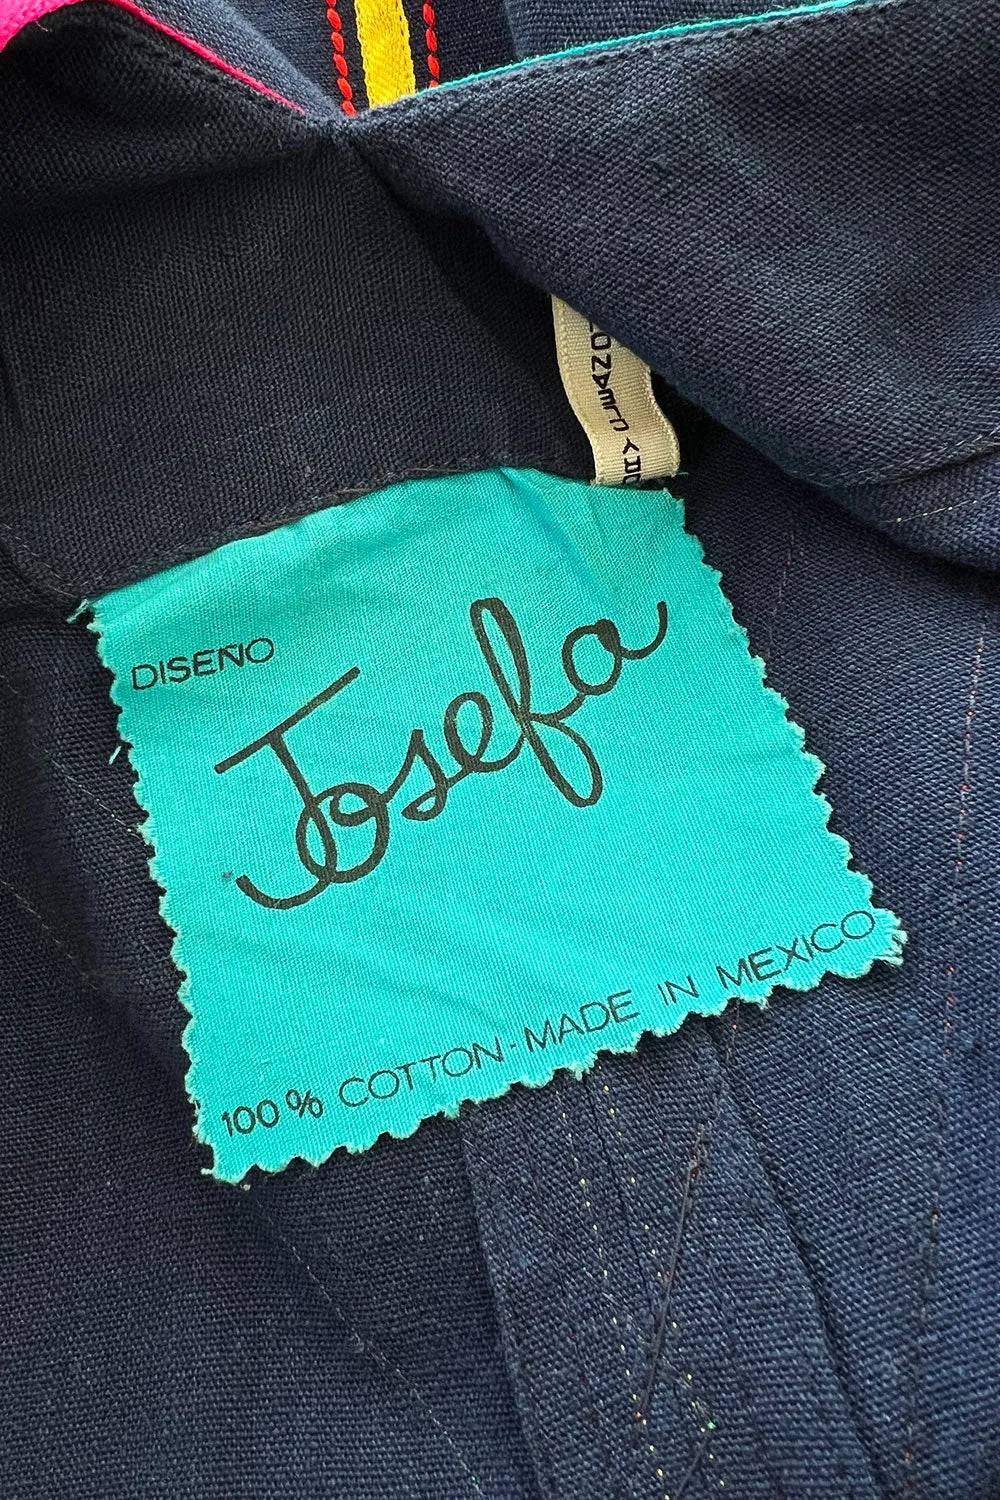 DISEÑO
Josefa
100% COTTON · MADE IN MEXICO